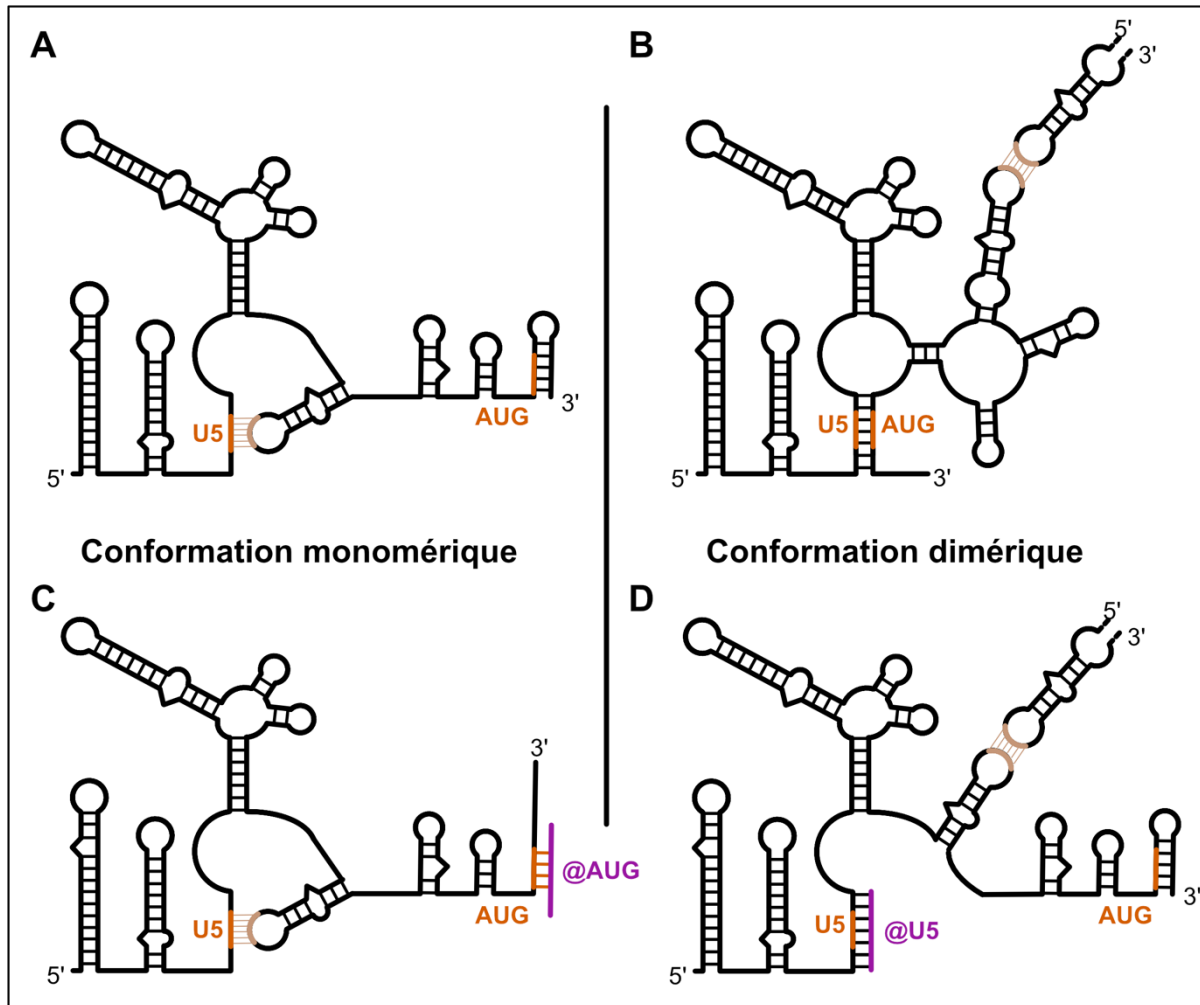 A
B
5'
3'
U5
AUG
5'
3'
U5
AUG
5'
3'
Conformation monomérique
Conformation dimérique
C
D
5'
3'
3'
@AUG
U5
AUG
5'
U5
@U5
AUG
5'
3'